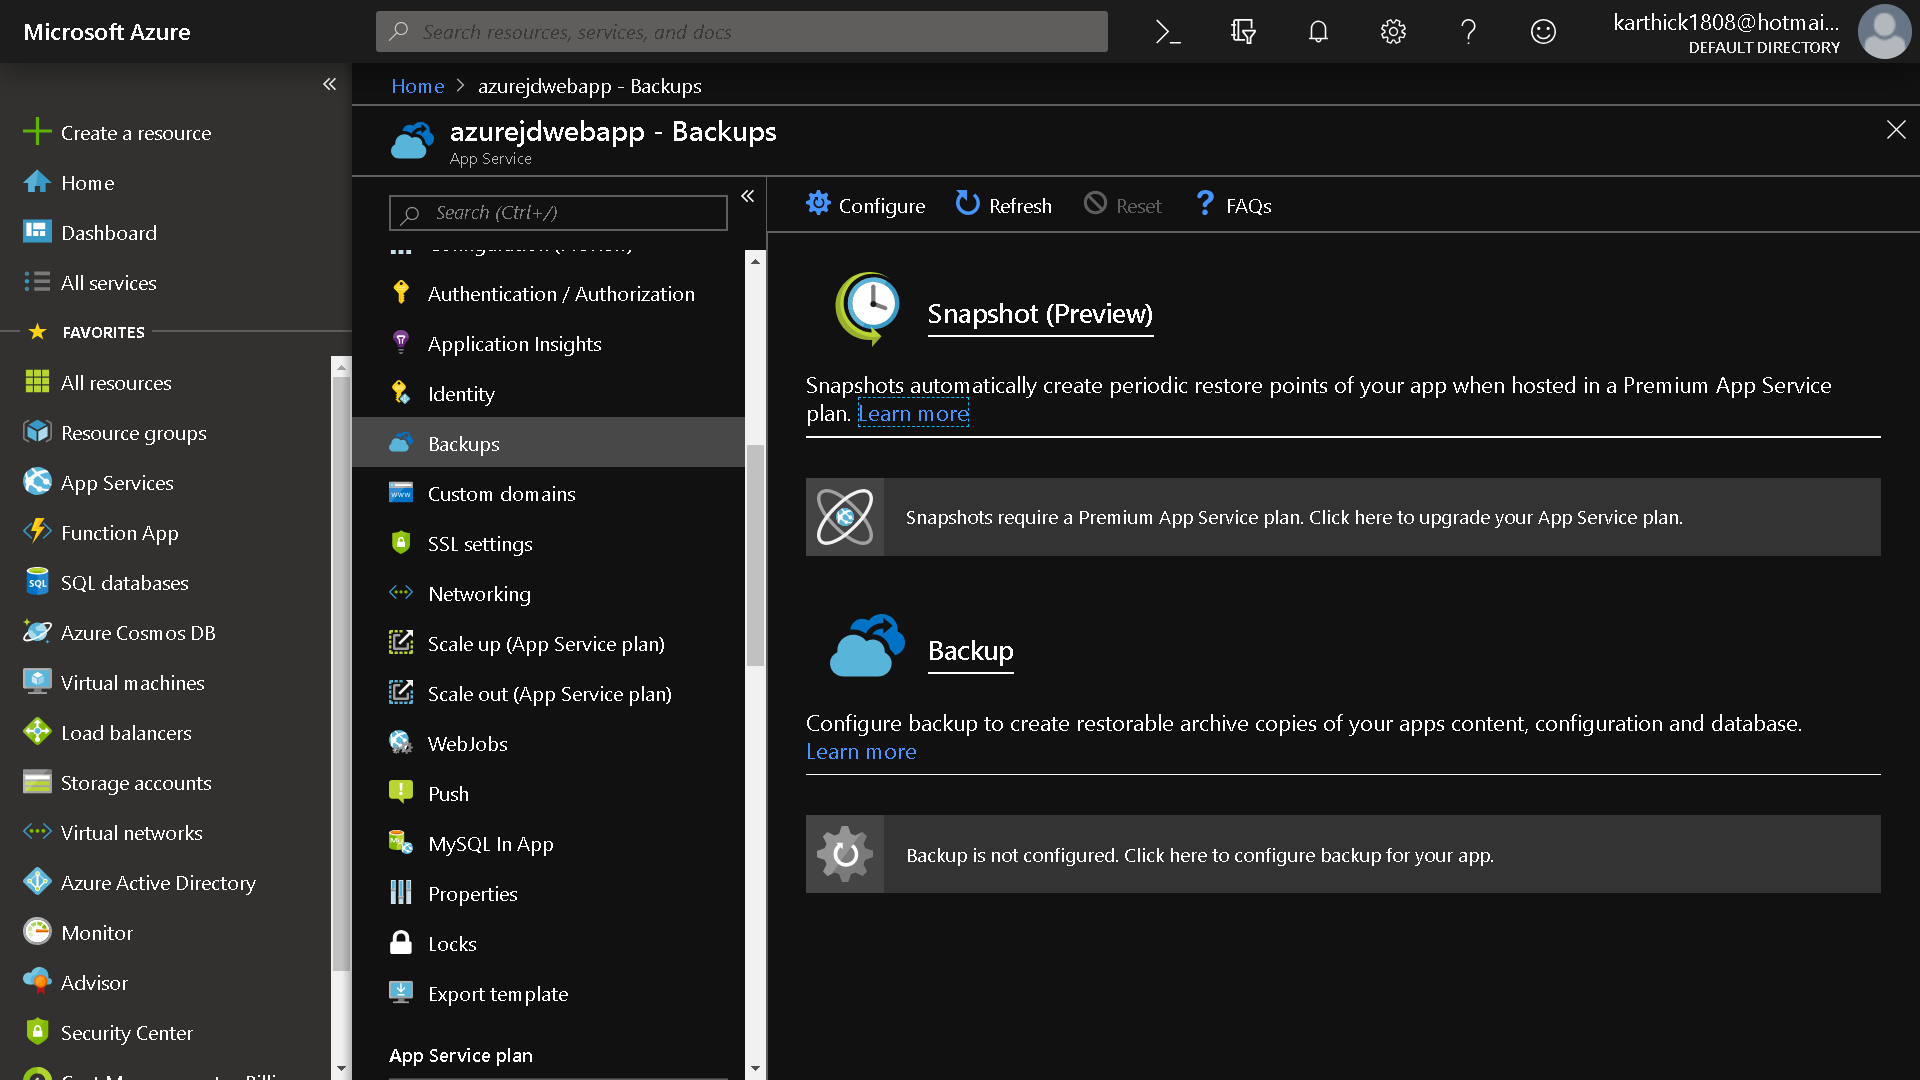 Microsoft Azure
Search resources, services, and docs
karthick1808@hotmai...
DEFAULT DIRECTORY
Create a resource
Home
Dashboard
All services
FAVORITES
All resources
Resource groups
App Services
Function App
SQL databases
Azure Cosmos DB
Virtual machines
Load balancers
Storage accounts
Virtual networks
Azure Active Directory
Monitor
Advisor
Security Center
Home > azurejdwebapp - Backups
azurejdwebapp - Backups
App Service
Search (Ctrl+/)
Authentication / Authorization
Application Insights
Identity
Backups
Custom domains
SSL settings
Networking
Scale up (App Service plan)
Scale out (App Service plan)
WebJobs
Push
MySQL In App
Properties
Locks
Export template
App Service plan
Configure
Refresh
Reset
FAQs
Snapshot (Preview)
Snapshots automatically create periodic restore points of your app when hosted in a Premium App Service
plan. Learn more
Snapshots require a Premium App Service plan. Click here to upgrade your App Service plan.
Backup
Configure backup to create restorable archive copies of your apps content, configuration and database.
Learn more
Backup is not configured. Click here to configure backup for your app.